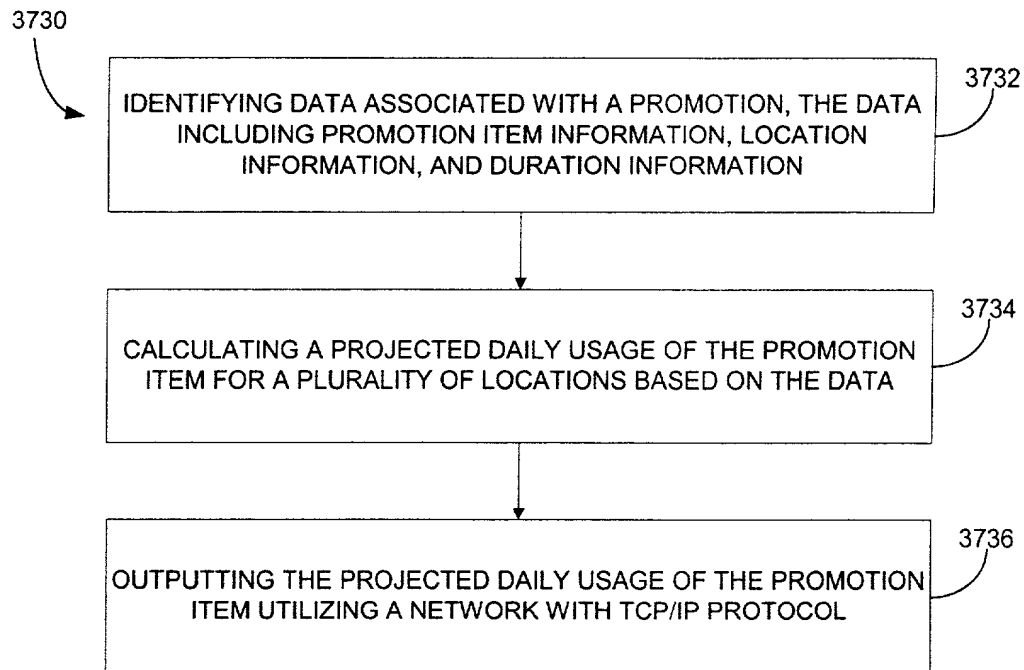 3730
3732
IDENTIFYING DATA ASSOCIATED WITH A PROMOTION, THE DATA
INCLUDING PROMOTION ITEM INFORMATION, LOCATION
INFORMATION, AND DURATION INFORMATION
3734
CALCULATING A PROJECTED DAILY USAGE OF THE PROMOTION
ITEM FOR A PLURALITY OF LOCATIONS BASED ON THE DATA
3736
OUTPUTTING THE PROJECTED DAILY USAGE OF THE PROMOTION
ITEM UTILIZING A NETWORK WITH TCP/IP PROTOCOL